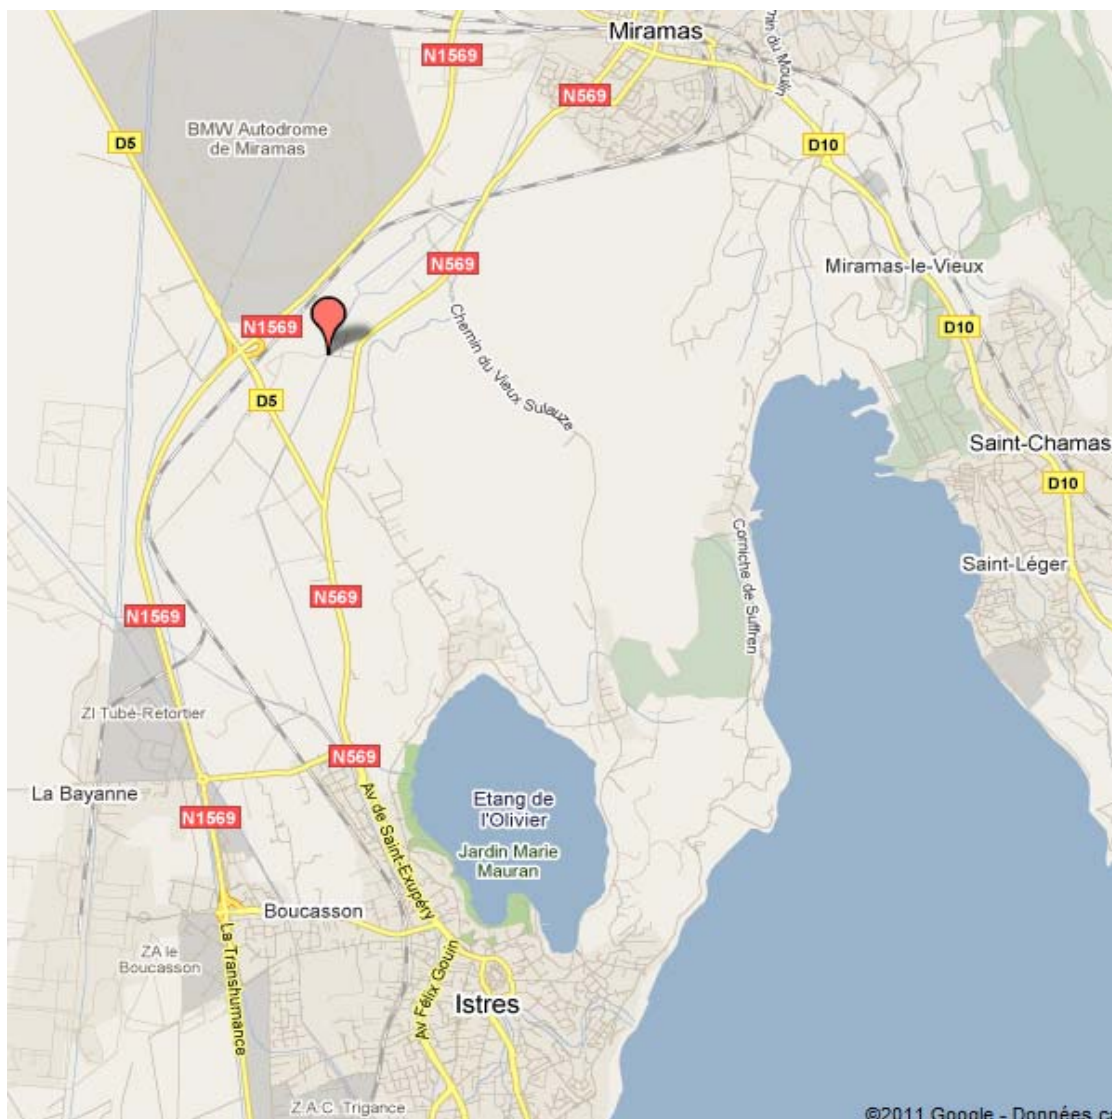 Miramas
N1569
Chemin du Moulin
N569
BMW Autodrome
de Miramas
D5
D10
N569
Miramas-le-Vieux
N1569
Chemin du Vieux Sulauze
D10
D5
Saint-Chamas
D10
Corniche de Suffren
Saint-Léger
N569
N1569
ZI Tubé-Retortier
N569
La Bayanne
Etang de
l'Olivier
N1569
Av de Saint-Exupéry
Jardin Marie
Mauran
Boucasson
ZA le
Boucasson
La Transhumance
Av Félix Gouin
Istres
Z.A.C. Trigance
©2011 Google - Données ca